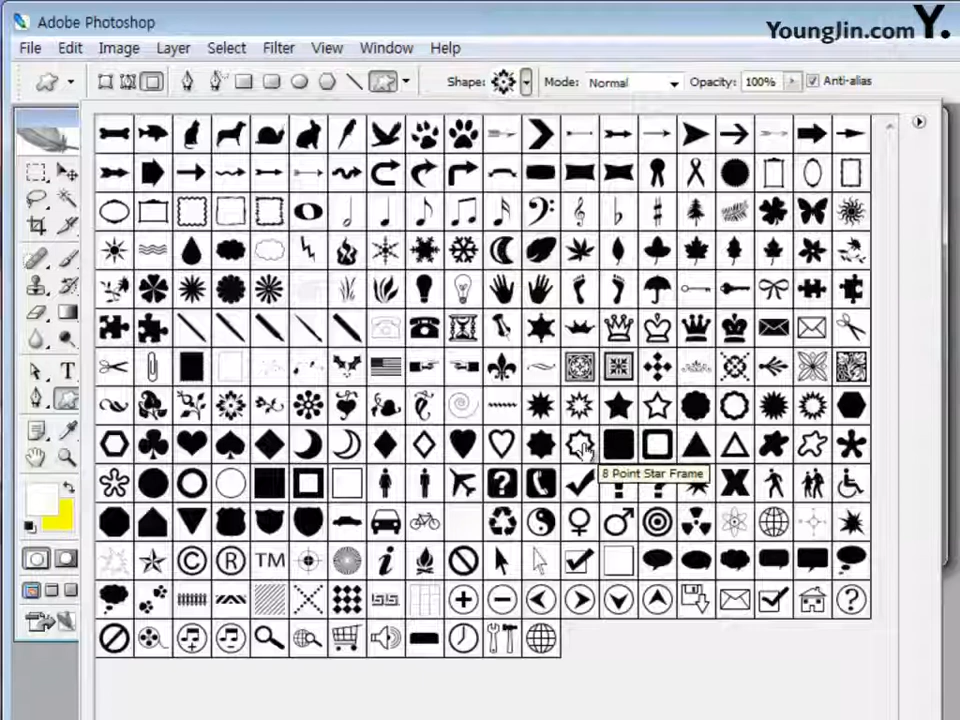 Adobe Photoshop
YoungJin.com Y.
File Edit Image Layer Select Filter View Window Help
Shape: Mode: Normal Opacity: 100% Anti-alias
T
8 Point Star Frame
? ! ? X
© ® TM i
?